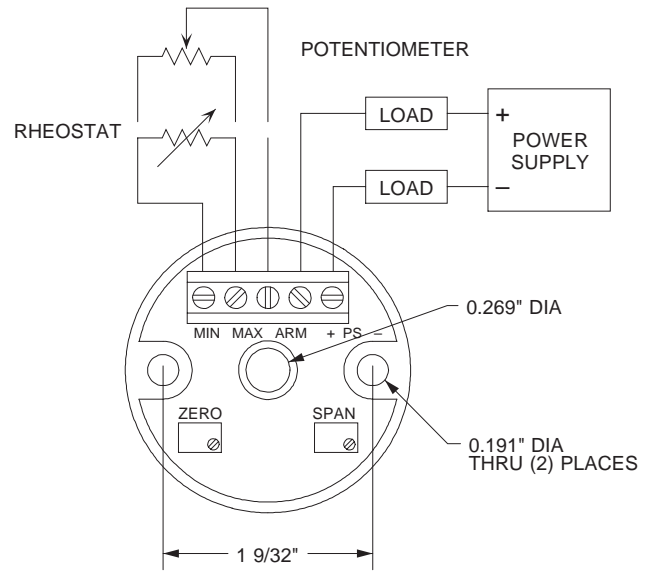 POTENTIOMETER
RHEOSTAT
LOAD
+
POWER
SUPPLY
LOAD
–
MIN MAX ARM + PS –
0.269" DIA
ZERO
SPAN
0.191" DIA
THRU (2) PLACES
1 9/32"